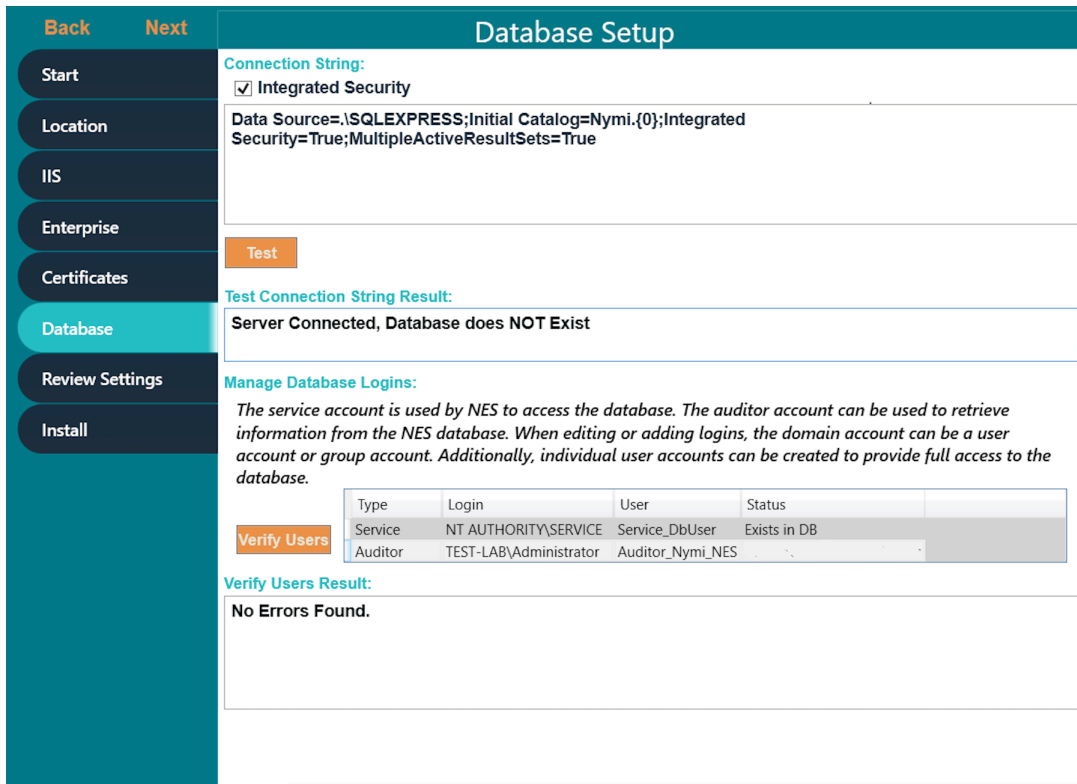 Back Next
Database Setup
Start
Location
IIS
Enterprise
Certificates
Database
Review Settings
Install
Connection String:
Integrated Security
Data Source=.\SQLEXPRESS;Initial Catalog=Nymi.{0};Integrated
Security=True;MultipleActiveResultSets=True
Test
Test Connection String Result:
Server Connected, Database does NOT Exist
Manage Database Logins:
The service account is used by NES to access the database. The auditor account can be used to retrieve
information from the NES database. When editing or adding logins, the domain account can be a user
account or group account. Additionally, individual user accounts can be created to provide full access to the
database.
Verify Users
Type Login User Status
Service NT AUTHORITY\SERVICE Service_DbUser Exists in DB
Auditor TEST-LAB\Administrator Auditor_Nymi_NES
Verify Users Result:
No Errors Found.